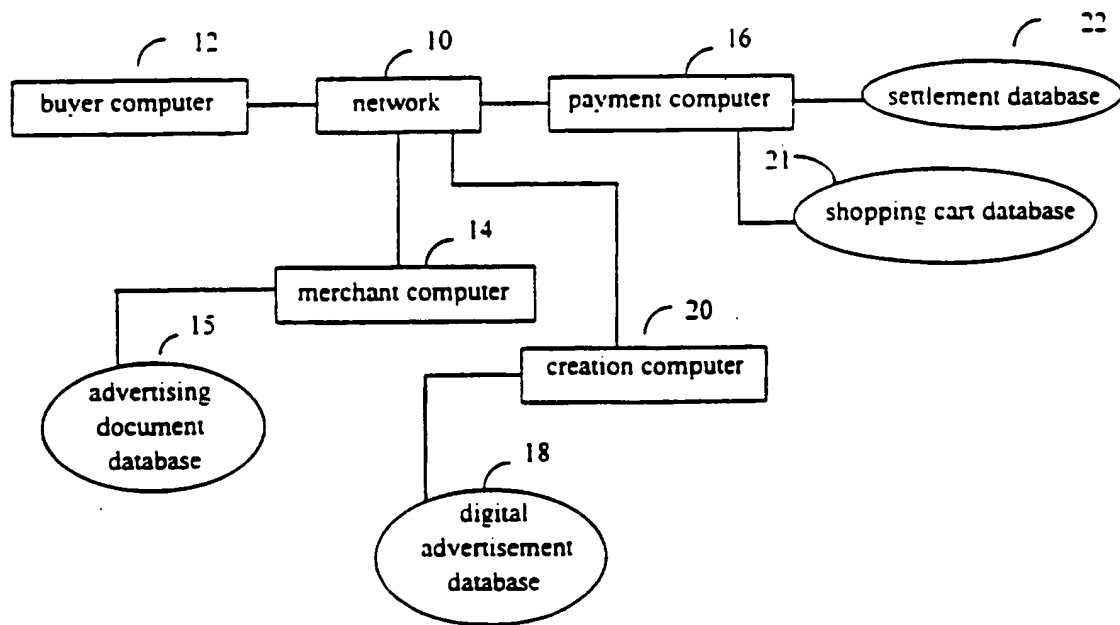 12
10
16
22
buyer computer
network
payment computer
settlement database
21
shopping cart database
14
merchant computer
15
20
advertising
document
database
creation computer
18
digital
advertisement
database